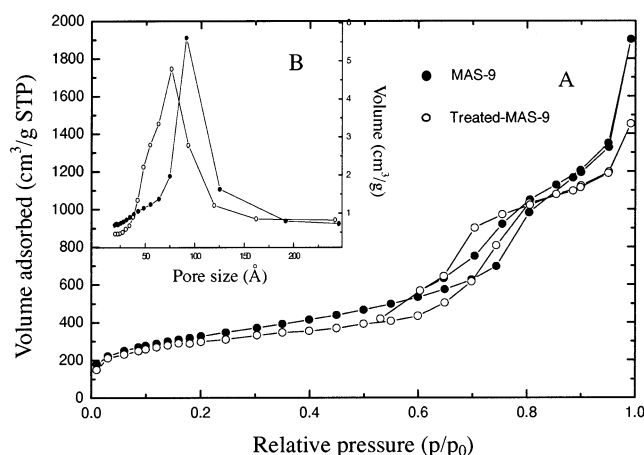 2000
1800
1600
1400
1200
1000
800
600
400
200
0
Volume adsorbed (cm³/g STP)
0.0 0.2 0.4 0.6 0.8 1.0
Relative pressure (p/p₀)
A
MAS-9
Treated-MAS-9
B
6
5
4
3
2
1
Volume (cm³/g)
50 100 150 200
Pore size (Å)